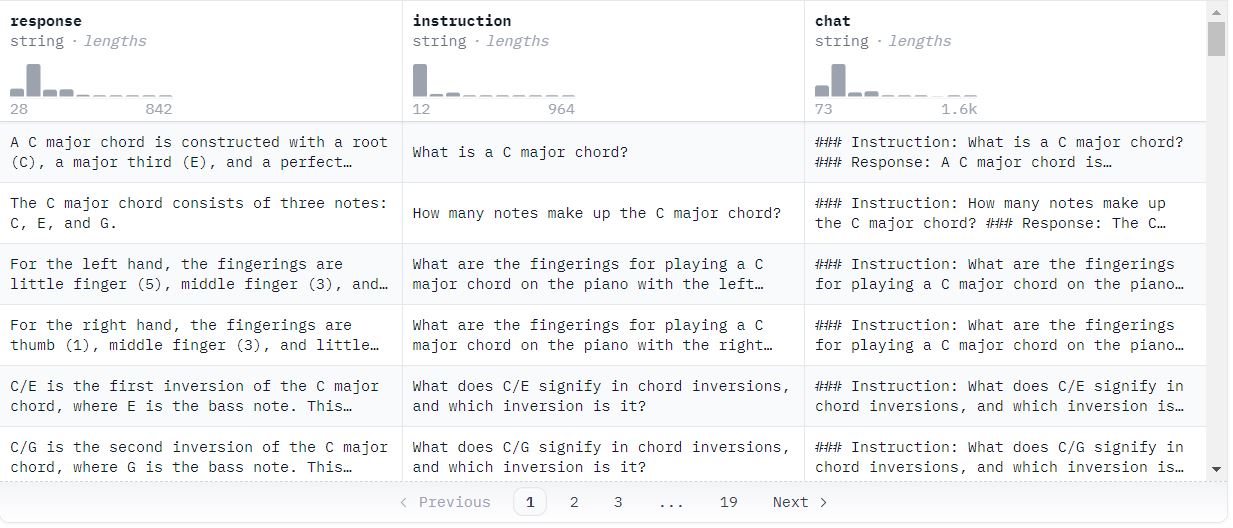 response
string · lengths
28 842
instruction
string · lengths
12 964
chat
string · lengths
73 1.6k
A C major chord is constructed with a root
(C), a major third (E), and a perfect…
What is a C major chord?
### Instruction: What is a C major chord?
### Response: A C major chord is…
The C major chord consists of three notes:
C, E, and G.
How many notes make up the C major chord?
### Instruction: How many notes make up
the C major chord? ### Response: The C…
For the left hand, the fingerings are
little finger (5), middle finger (3), and…
What are the fingerings for playing a C
major chord on the piano with the left…
### Instruction: What are the fingerings
for playing a C major chord on the piano…
For the right hand, the fingerings are
thumb (1), middle finger (3), and little…
What are the fingerings for playing a C
major chord on the piano with the right…
### Instruction: What are the fingerings
for playing a C major chord on the piano…
C/E is the first inversion of the C major
chord, where E is the bass note. This…
What does C/E signify in chord inversions,
and which inversion is it?
### Instruction: What does C/E signify in
chord inversions, and which inversion is…
C/G is the second inversion of the C major
chord, where G is the bass note. This…
What does C/G signify in chord inversions,
and which inversion is it?
### Instruction: What does C/G signify in
chord inversions, and which inversion is…
< Previous 1 2 3 ... 19 Next >